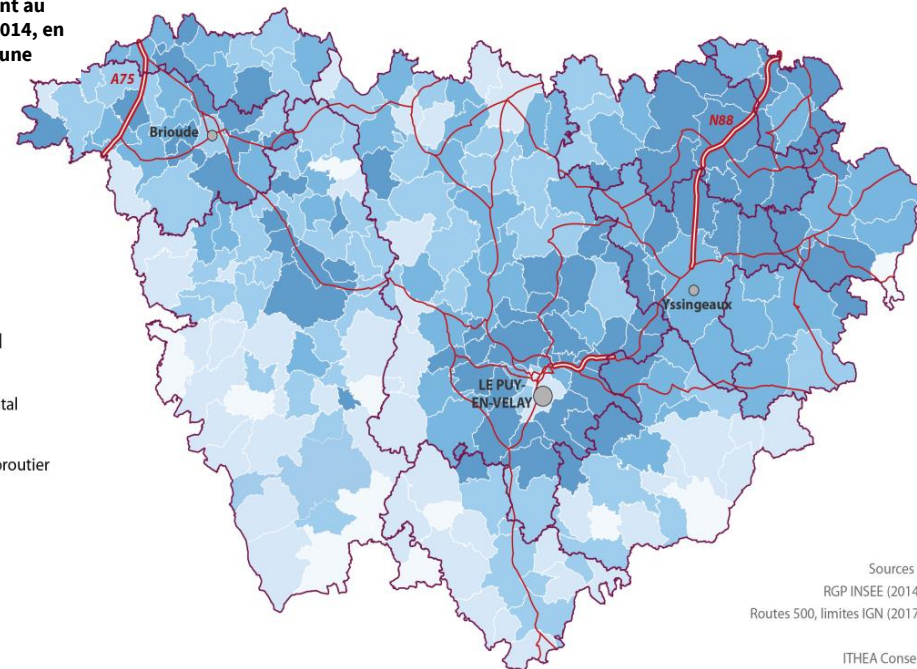 nt au
014, en
une
A75
Brioude
N88
Yssingeaux
LE PUY-
EN-VELAY
tal
routier
Sources
RGP INSEE (2014
Routes 500, limites IGN (2017
ITHEA Conse